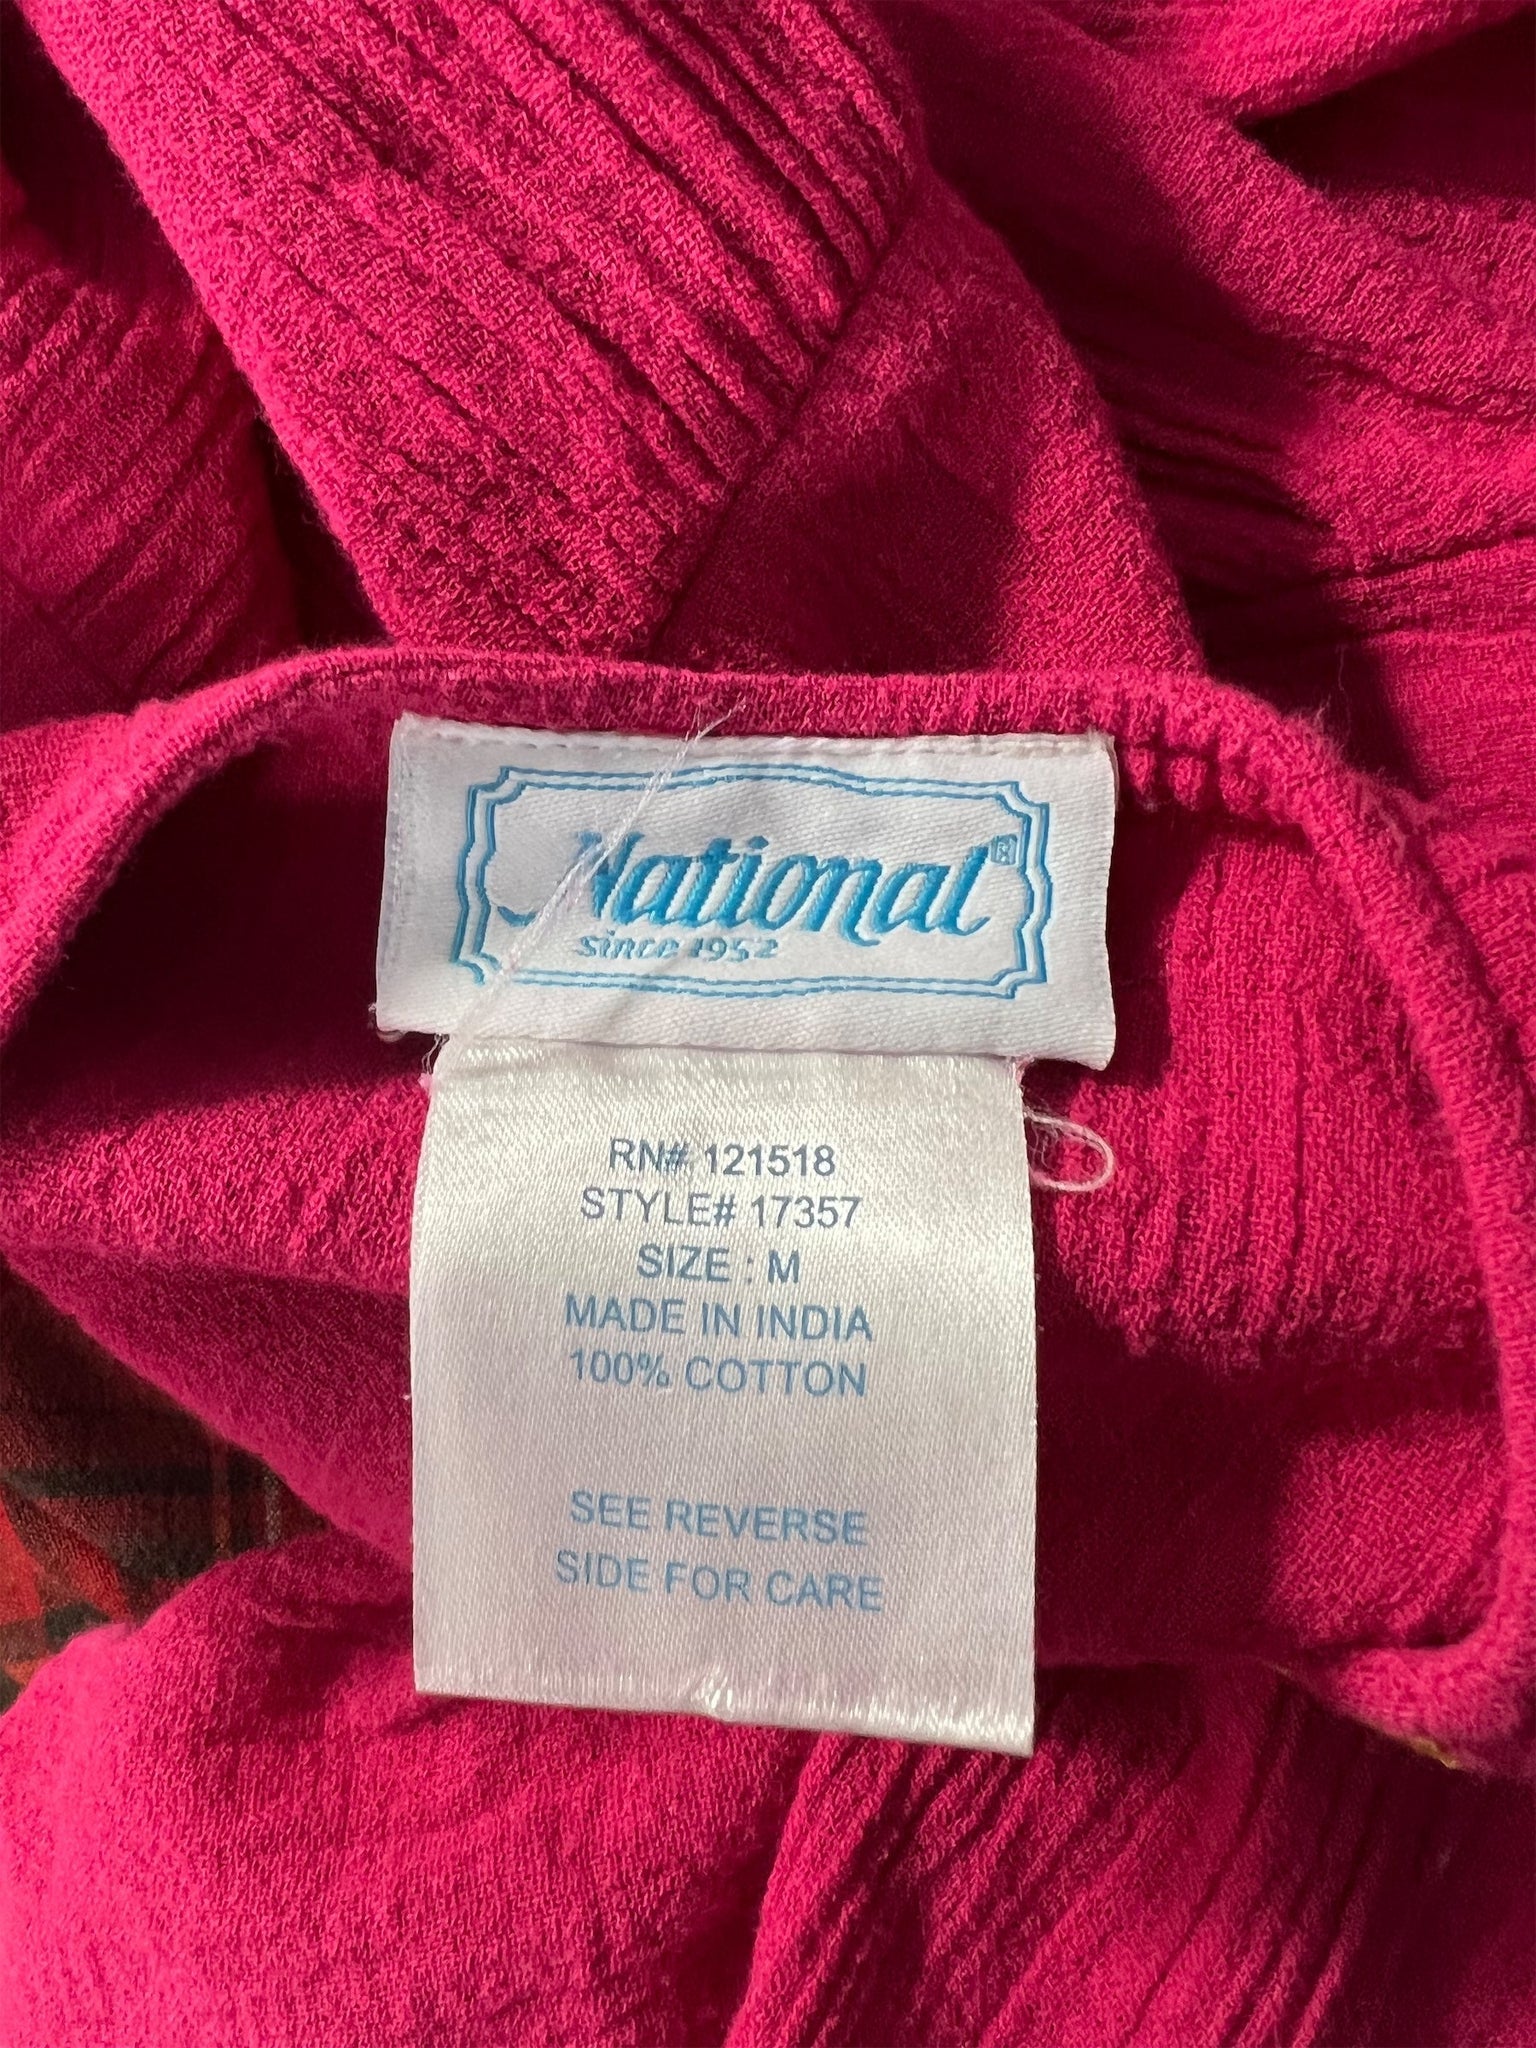 National®
since 1952
RN# 121518
STYLE# 17357
SIZE : M
MADE IN INDIA
100% COTTON
SEE REVERSE
SIDE FOR CARE